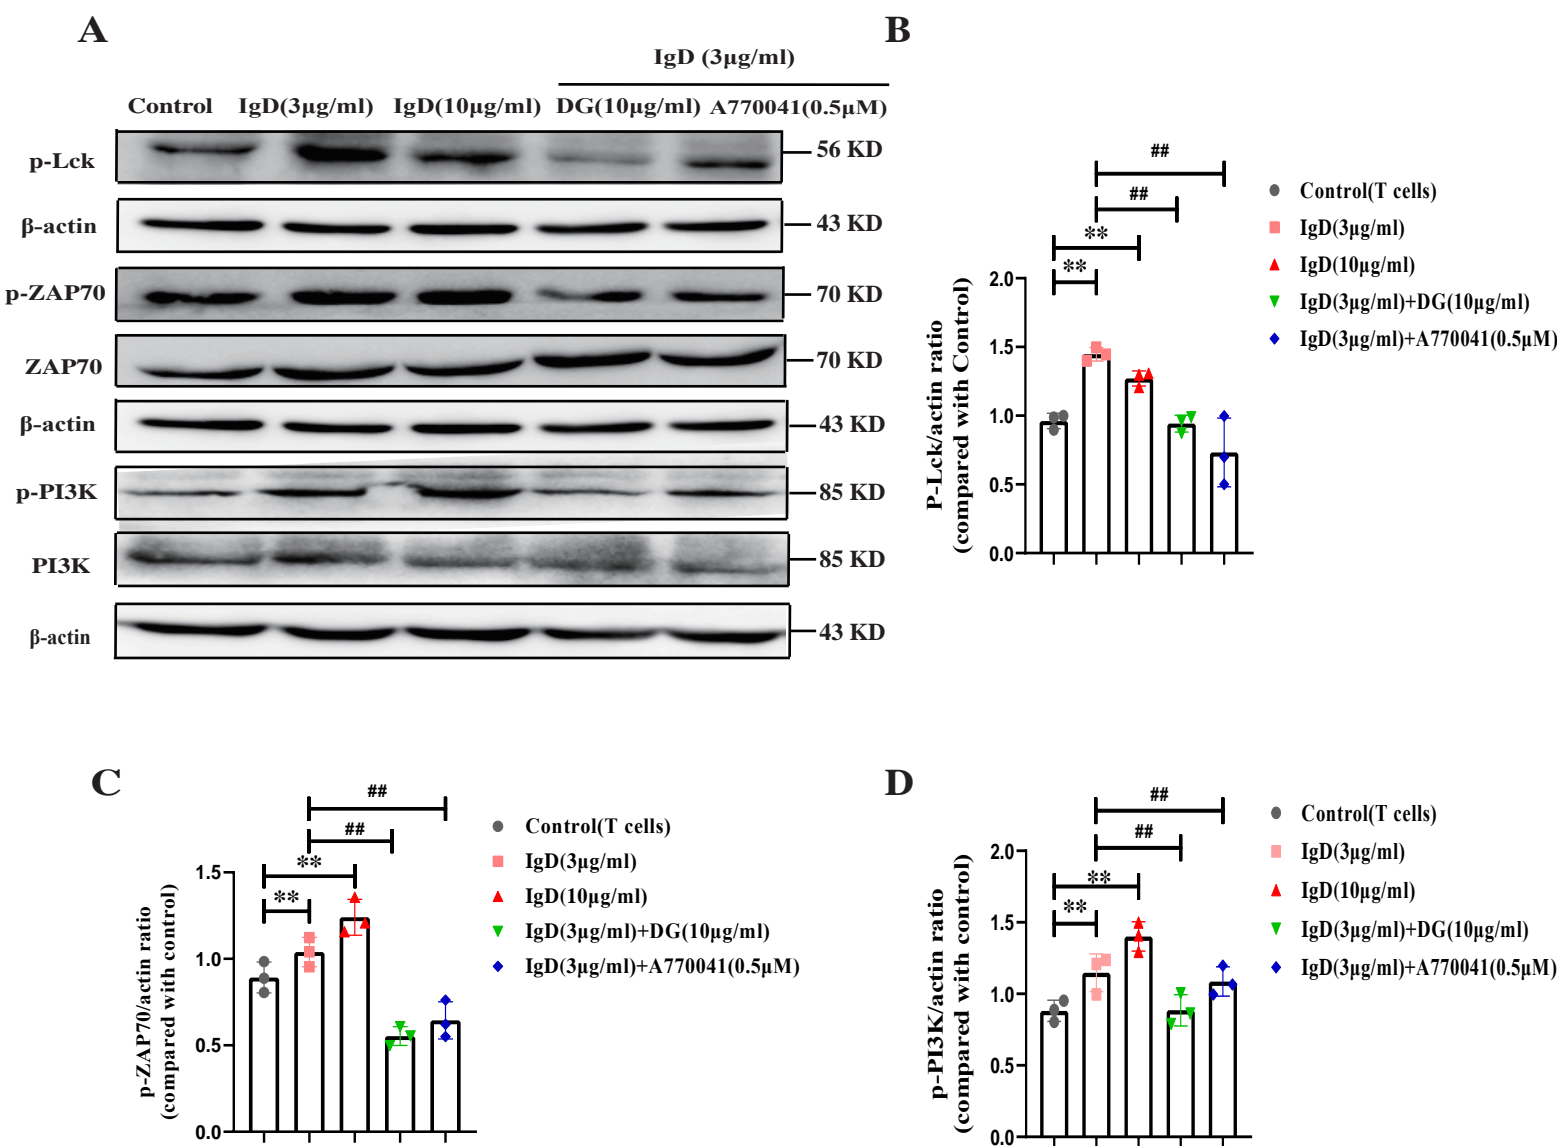 A
IgD (3μg/ml)
Control IgD(3μg/ml) IgD(10μg/ml) DG(10μg/ml) A770041(0.5μM)
p-Lck 56 KD
β-actin 43 KD
p-ZAP70 70 KD
ZAP70 70 KD
β-actin 43 KD
p-PI3K 85 KD
PI3K 85 KD
β-actin 43 KD
B
##
##
**
**
P-Lck/actin ratio
(compared with Control)
2.0
1.5
1.0
0.5
0.0
Control(T cells)
IgD(3μg/ml)
IgD(10μg/ml)
IgD(3μg/ml)+DG(10μg/ml)
IgD(3μg/ml)+A770041(0.5μM)
C
##
##
**
**
p-ZAP70/actin ratio
(compared with control)
1.5
1.0
0.5
0.0
Control(T cells)
IgD(3μg/ml)
IgD(10μg/ml)
IgD(3μg/ml)+DG(10μg/ml)
IgD(3μg/ml)+A770041(0.5μM)
D
##
##
**
**
p-PI3K/actin ratio
(compared with control)
2.0
1.5
1.0
0.5
0.0
Control(T cells)
IgD(3μg/ml)
IgD(10μg/ml)
IgD(3μg/ml)+DG(10μg/ml)
IgD(3μg/ml)+A770041(0.5μM)